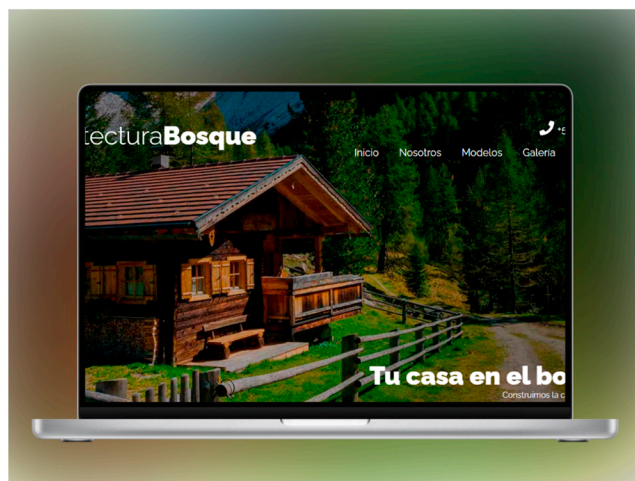 tecturaBosque
Inicio Nosotros Modelos Galería
Tu casa en el bo
Construimos la c